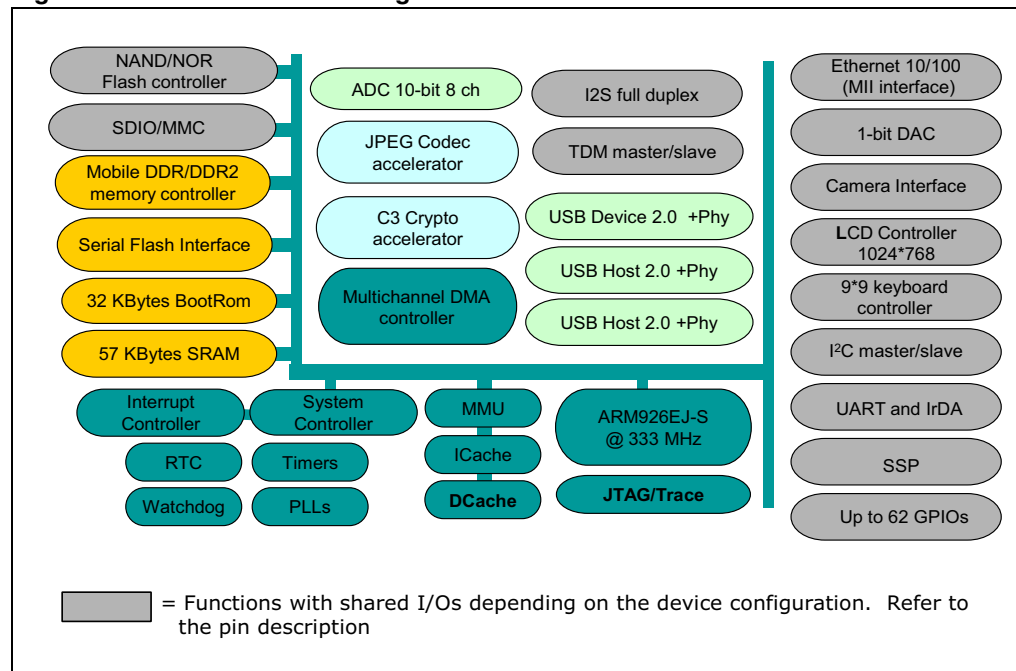 NAND/NOR
Flash controller
SDIO/MMC
Mobile DDR/DDR2
memory controller
Serial Flash Interface
32 KBytes BootRom
57 KBytes SRAM
ADC 10-bit 8 ch
JPEG Codec
accelerator
C3 Crypto
accelerator
Multichannel DMA
controller
I2S full duplex
TDM master/slave
USB Device 2.0 +Phy
USB Host 2.0 +Phy
USB Host 2.0 +Phy
Ethernet 10/100
(MII interface)
1-bit DAC
Camera Interface
LCD Controller
1024*768
9*9 keyboard
controller
I²C master/slave
UART and IrDA
SSP
Up to 62 GPIOs
Interrupt
Controller
System
Controller
RTC
Timers
Watchdog
PLLs
MMU
ICache
DCache
ARM926EJ-S
@ 333 MHz
JTAG/Trace
= Functions with shared I/Os depending on the device configuration. Refer to
the pin description